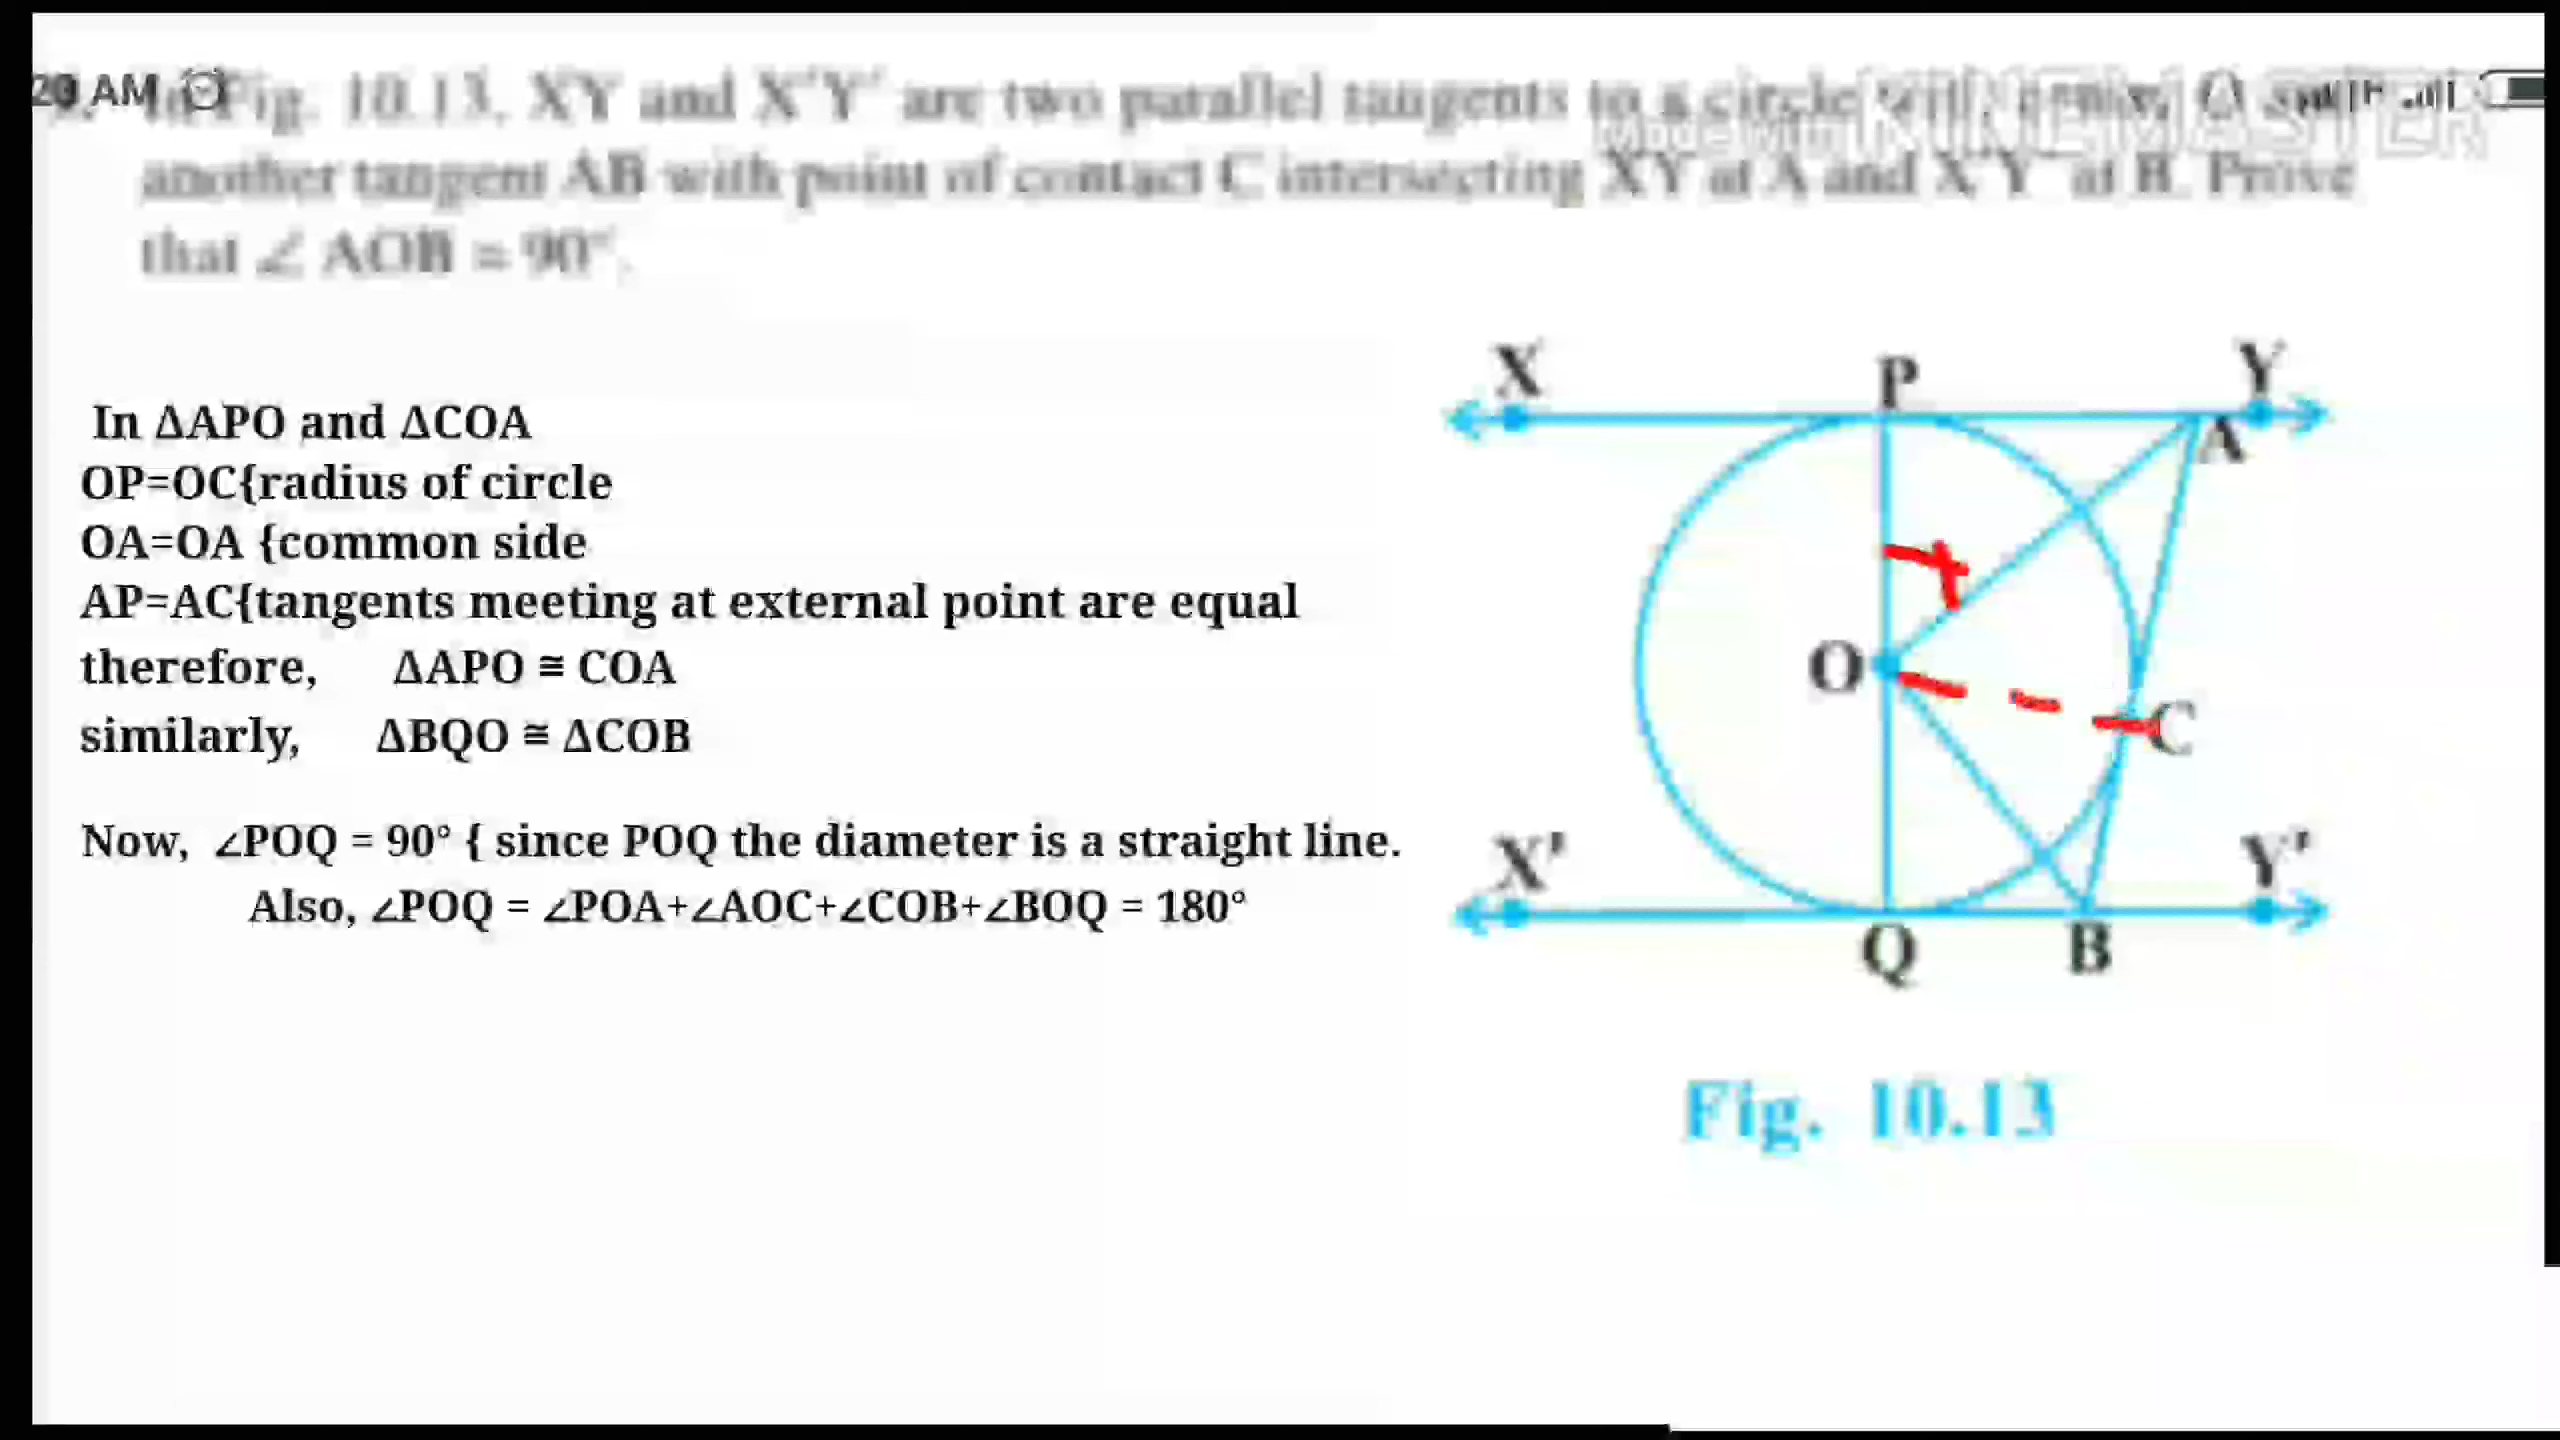 20 AM
In Fig. 10.13, XY and X'Y' are two parallel tangents to a circle with centre O and
another tangent AB with point of contact C intersecting XY at A and X'Y' at B. Prove
that ∠ AOB = 90°.
KINEMASTER
In ΔAPO and ΔCOA
OP=OC{radius of circle
OA=OA {common side
AP=AC{tangents meeting at external point are equal
therefore, ΔAPO ≅ COA
similarly, ΔBQO ≅ ΔCOB
Now, ∠POQ = 90° { since POQ the diameter is a straight line.
Also, ∠POQ = ∠POA+∠AOC+∠COB+∠BOQ = 180°
X P Y
A
O
C
X' Y'
Q B
Fig. 10.13